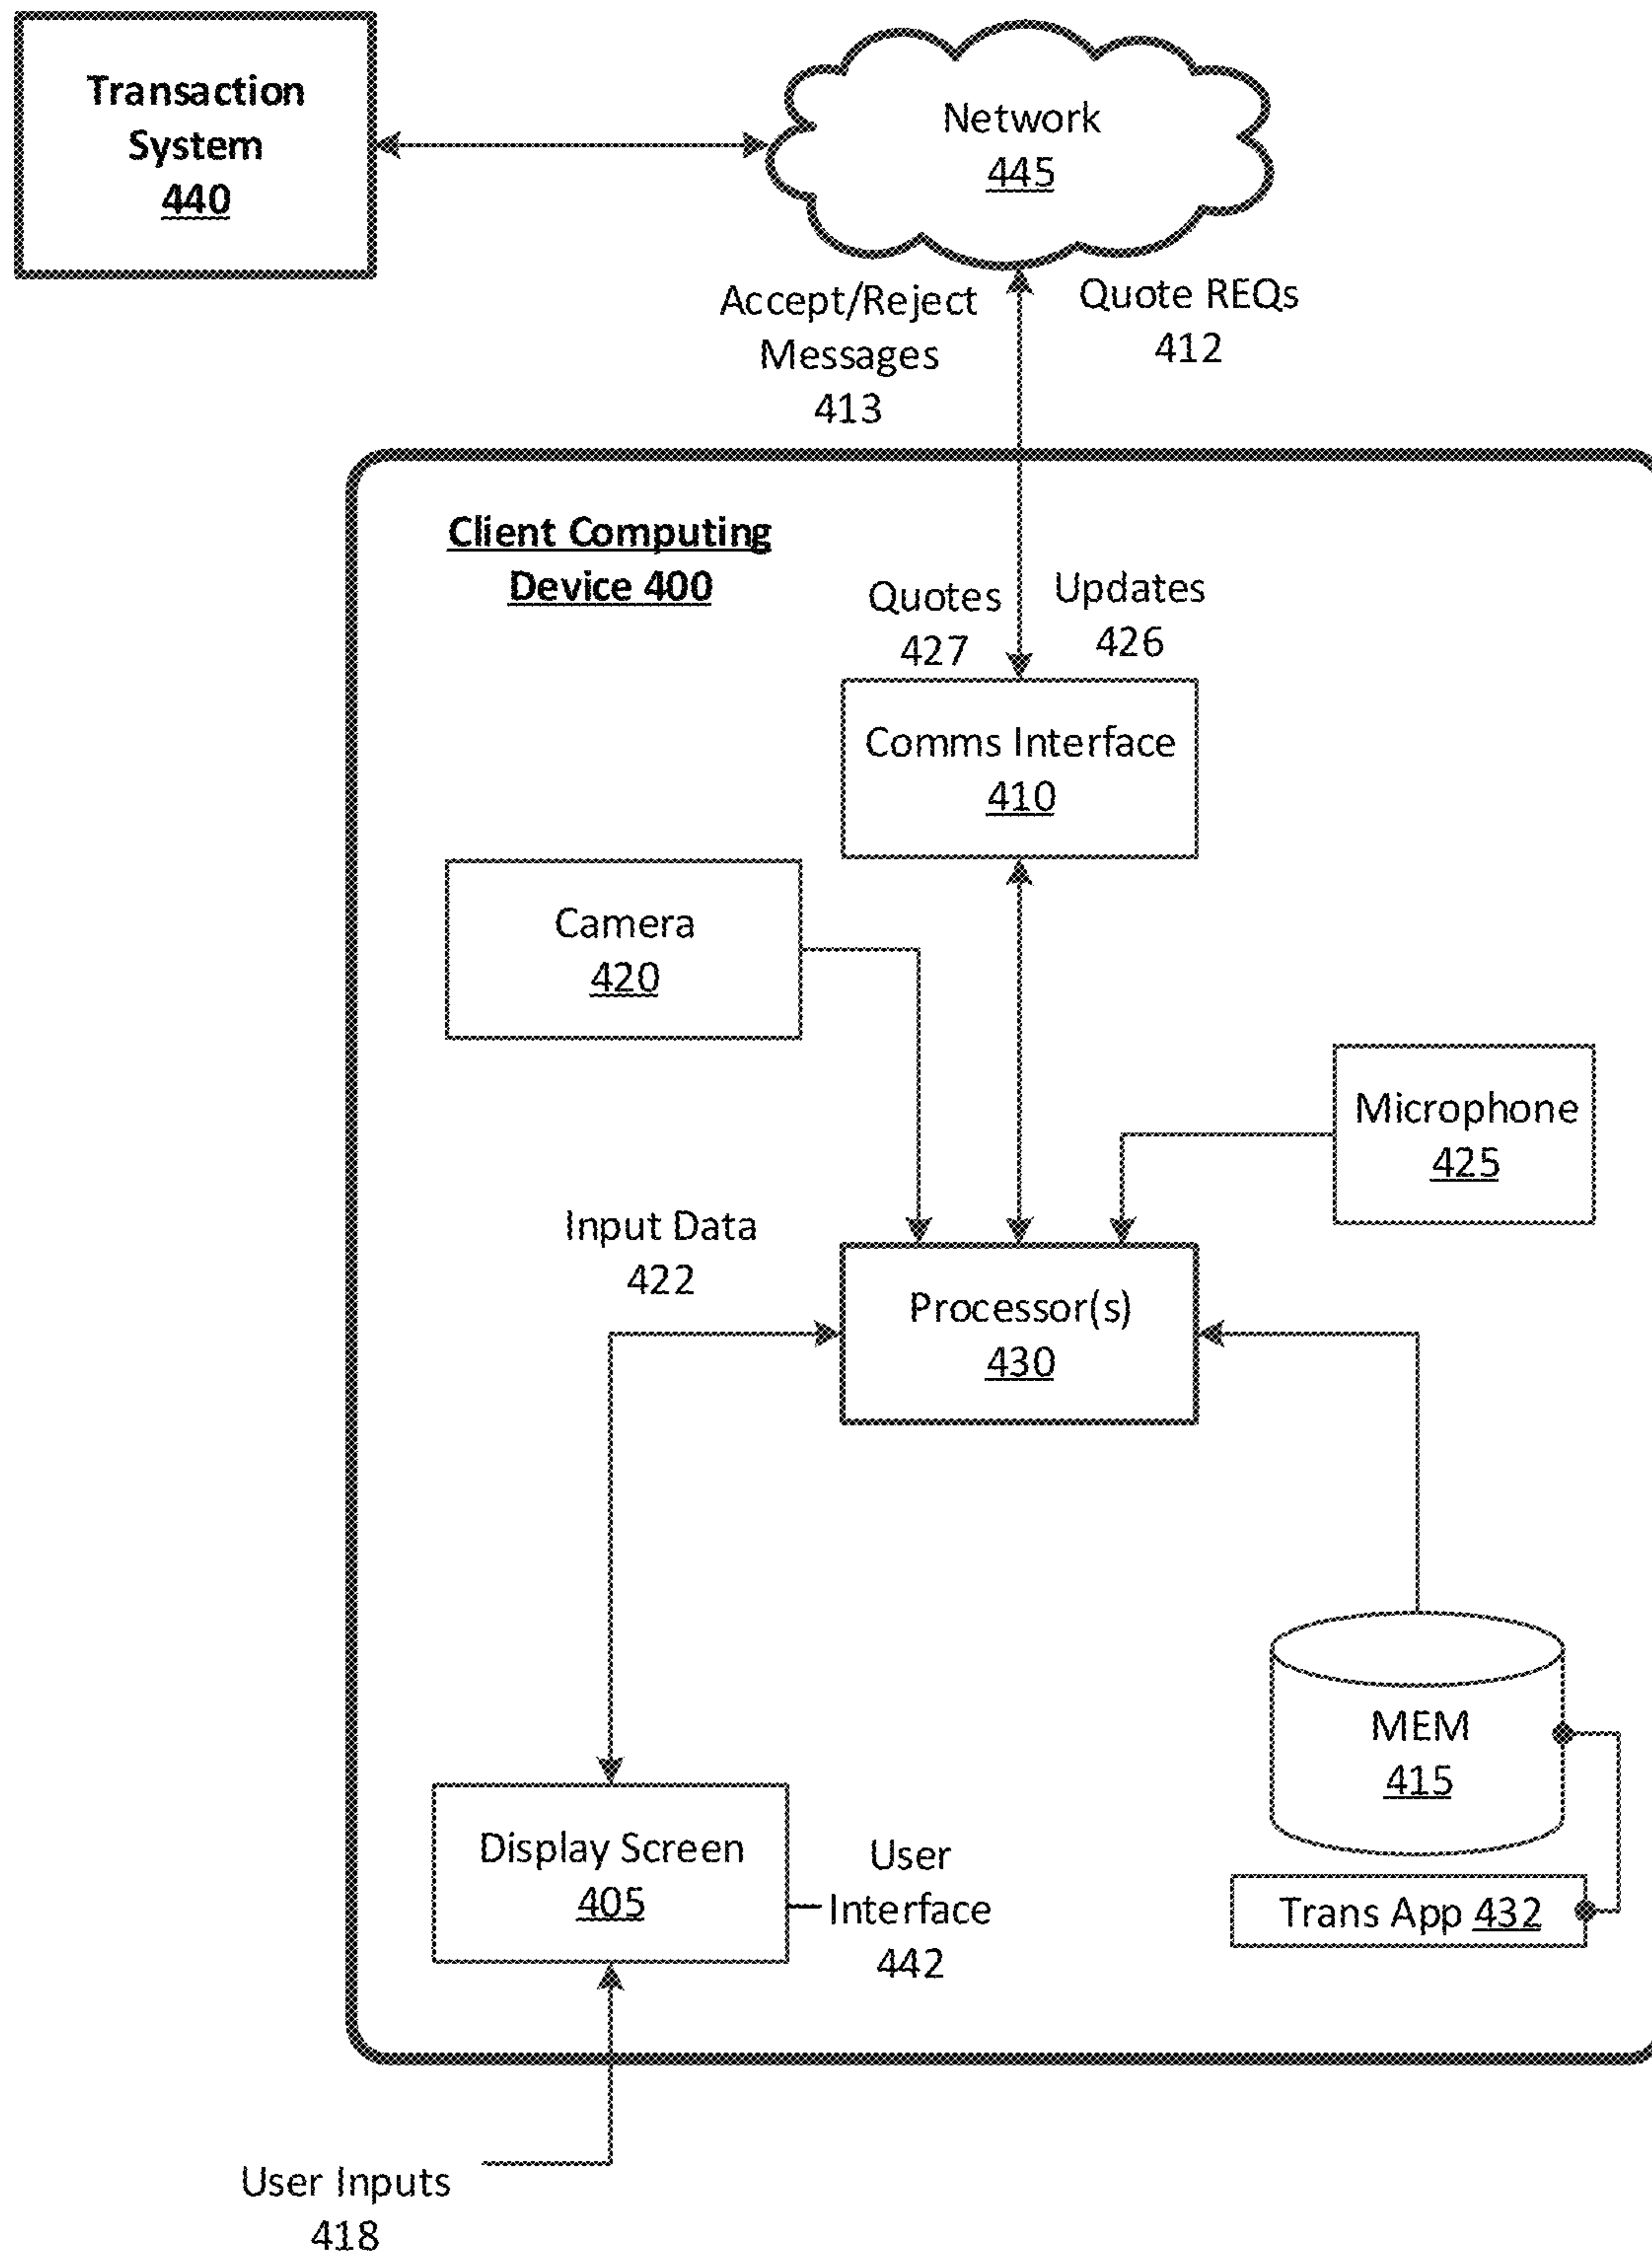 Transaction
System
440
Network
445
Accept/Reject
Messages
413
Quote REQs
412
Client Computing
Device 400
Quotes
427
Updates
426
Comms Interface
410
Camera
420
Microphone
425
Input Data
422
Processor(s)
430
MEM
415
Display Screen
405
User
Interface
442
Trans App 432
User Inputs
418